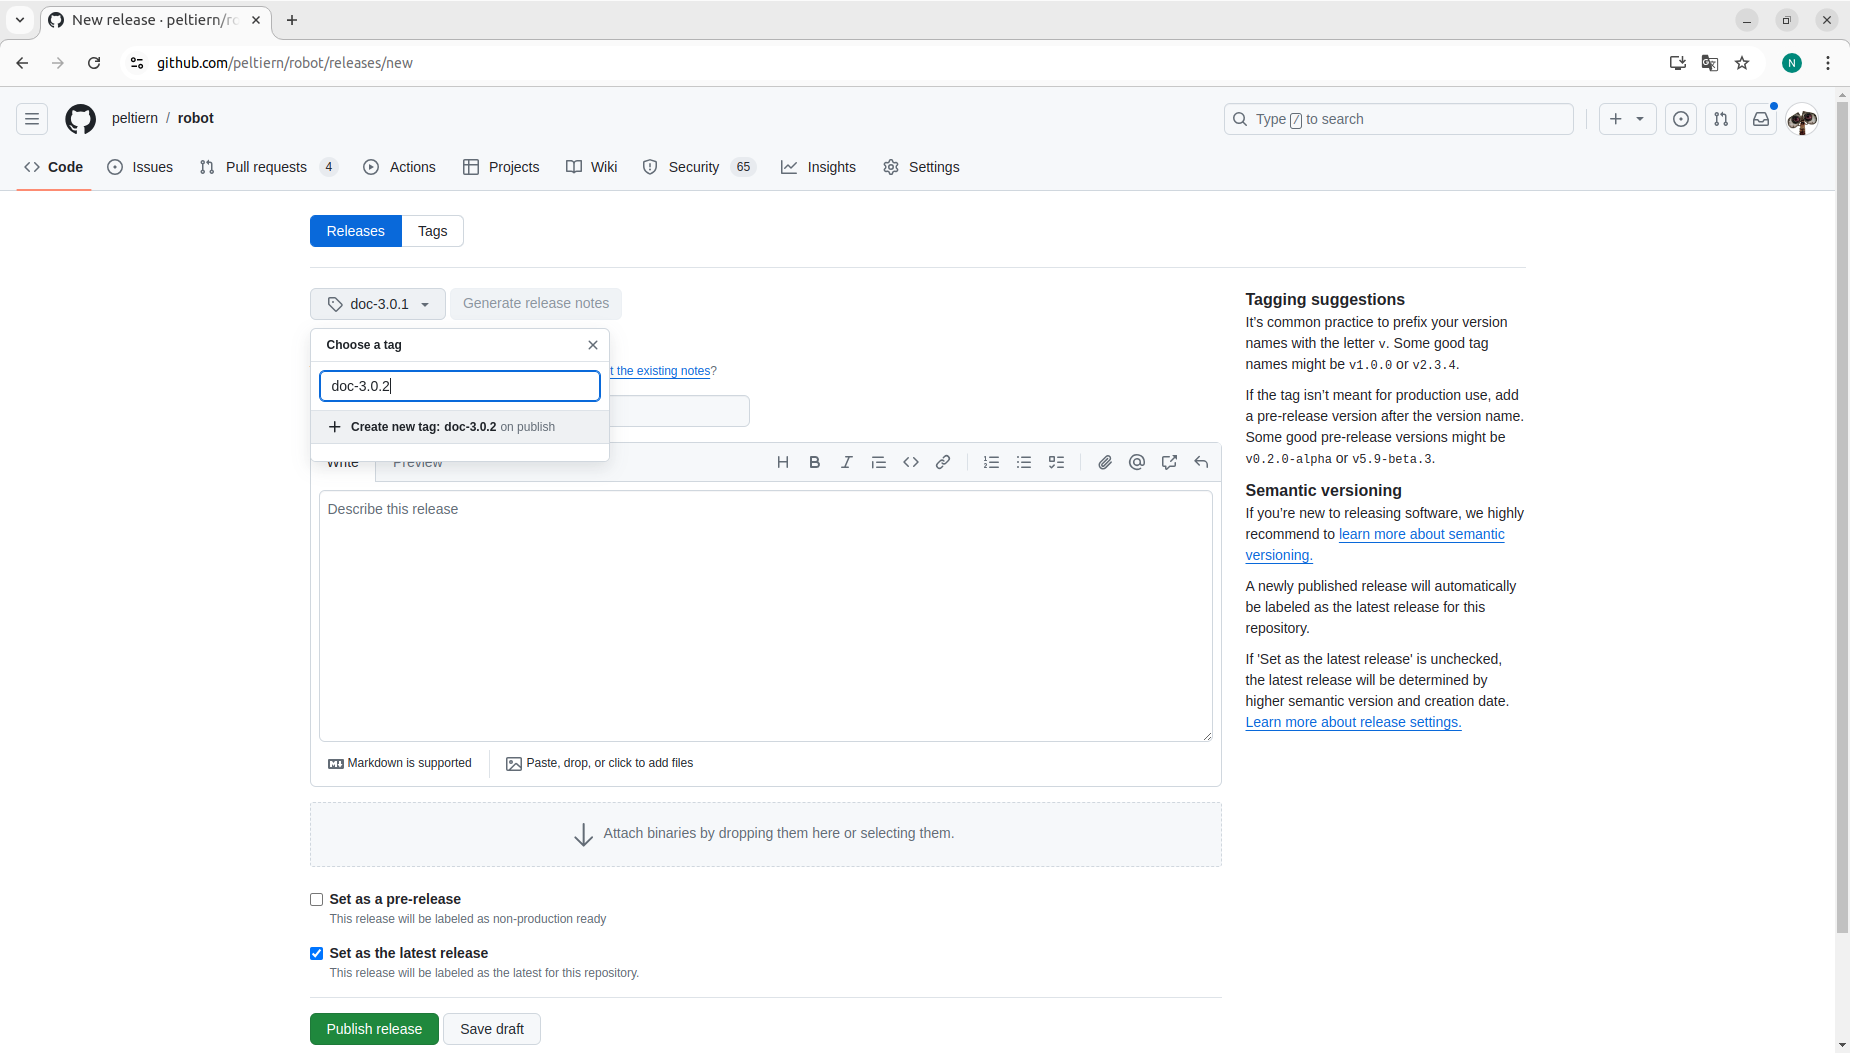 New release · peltiern/ro
github.com/peltiern/robot/releases/new
N
peltiern / robot
Type / to search
Code
Issues
Pull requests 4
Actions
Projects
Wiki
Security 65
Insights
Settings
Releases
Tags
doc-3.0.1
Generate release notes
Choose a tag
t the existing notes?
doc-3.0.2
Create new tag: doc-3.0.2 on publish
Write
Preview
Describe this release
Markdown is supported
Paste, drop, or click to add files
Attach binaries by dropping them here or selecting them.
Set as a pre-release
This release will be labeled as non-production ready
Set as the latest release
This release will be labeled as the latest for this repository.
Publish release
Save draft
Tagging suggestions
It's common practice to prefix your version
names with the letter v. Some good tag
names might be v1.0.0 or v2.3.4.
If the tag isn't meant for production use, add
a pre-release version after the version name.
Some good pre-release versions might be
v0.2.0-alpha or v5.9-beta.3.
Semantic versioning
If you're new to releasing software, we highly
recommend to learn more about semantic
versioning.
A newly published release will automatically
be labeled as the latest release for this
repository.
If 'Set as the latest release' is unchecked,
the latest release will be determined by
higher semantic version and creation date.
Learn more about release settings.